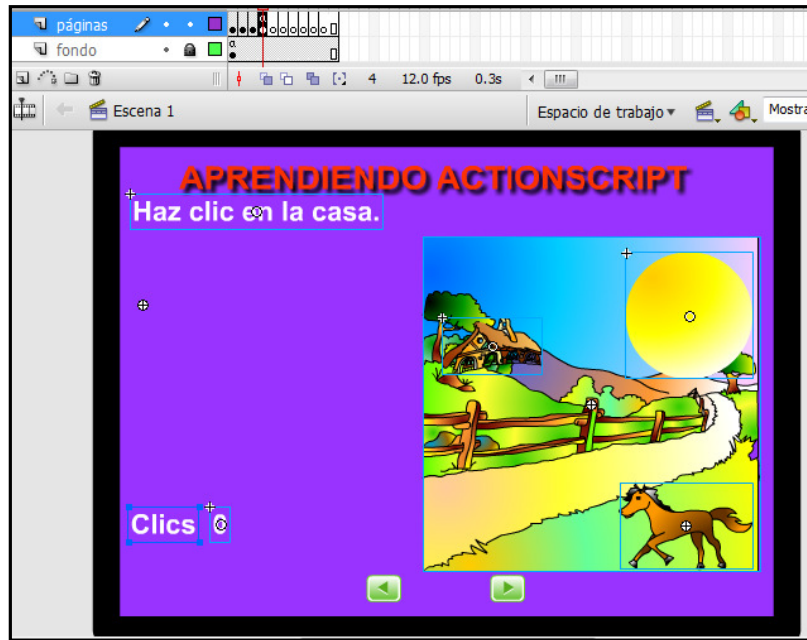 páginas
a
fondo
a
4 12.0 fps 0.3s
Escena 1 Espacio de trabajo Mostra
APRENDIENDO ACTIONSCRIPT
Haz clic en la casa.
Clics 0